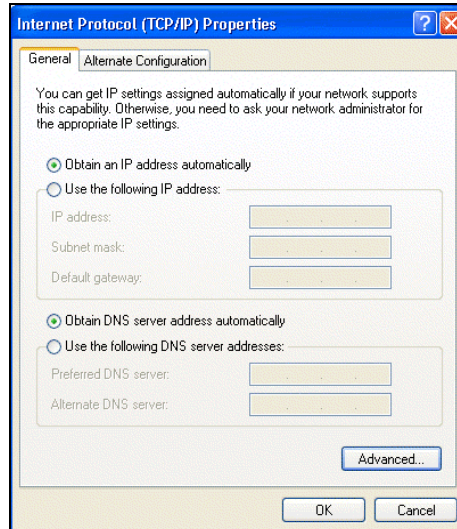 Internet Protocol (TCP/IP) Properties
General
Alternate Configuration
You can get IP settings assigned automatically if your network supports
this capability. Otherwise, you need to ask your network administrator for
the appropriate IP settings.
Obtain an IP address automatically
Use the following IP address:
IP address:
Subnet mask:
Default gateway:
Obtain DNS server address automatically
Use the following DNS server addresses:
Preferred DNS server:
Alternate DNS server:
Advanced...
OK
Cancel